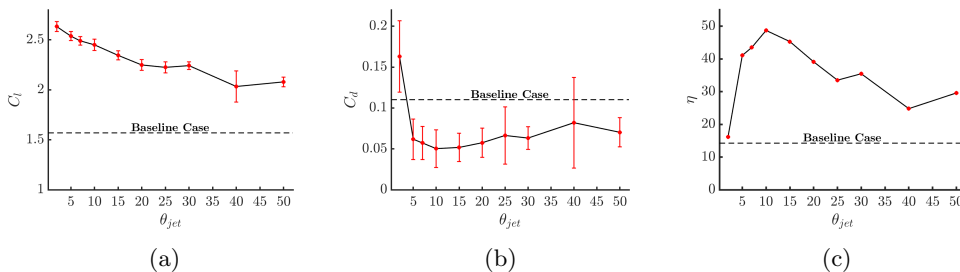 2.5
2
1.5
1
C_l
Baseline Case
5 10 15 20 25 30 35 40 45 50
θ_jet
(a)
0.2
0.15
0.1
0.05
0
C_d
Baseline Case
5 10 15 20 25 30 35 40 45 50
θ_jet
(b)
50
40
30
20
10
0
η
Baseline Case
5 10 15 20 25 30 35 40 45 50
θ_jet
(c)